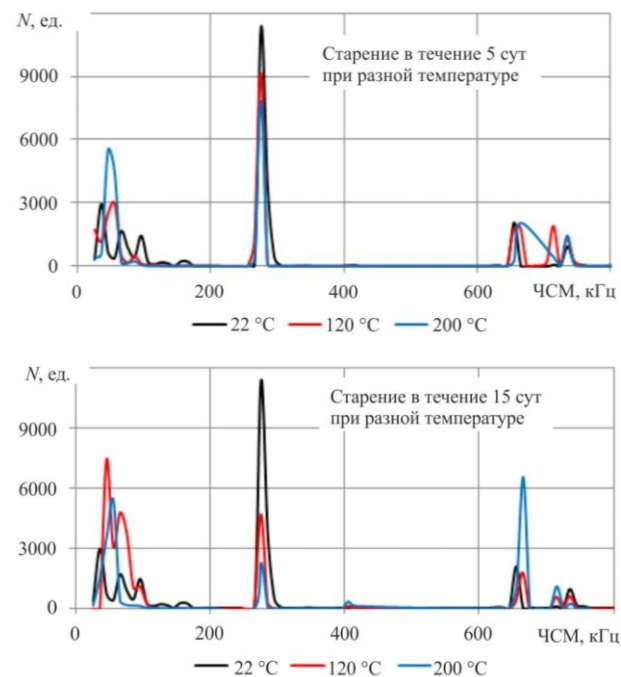 N, ед.
Старение в течение 5 сут
при разной температуре
9000
6000
3000
0
0 200 400 600 ЧСМ, кГц
22 °C 120 °C 200 °C
N, ед.
Старение в течение 15 сут
при разной температуре
9000
6000
3000
0
0 200 400 600 ЧСМ, кГц
22 °C 120 °C 200 °C